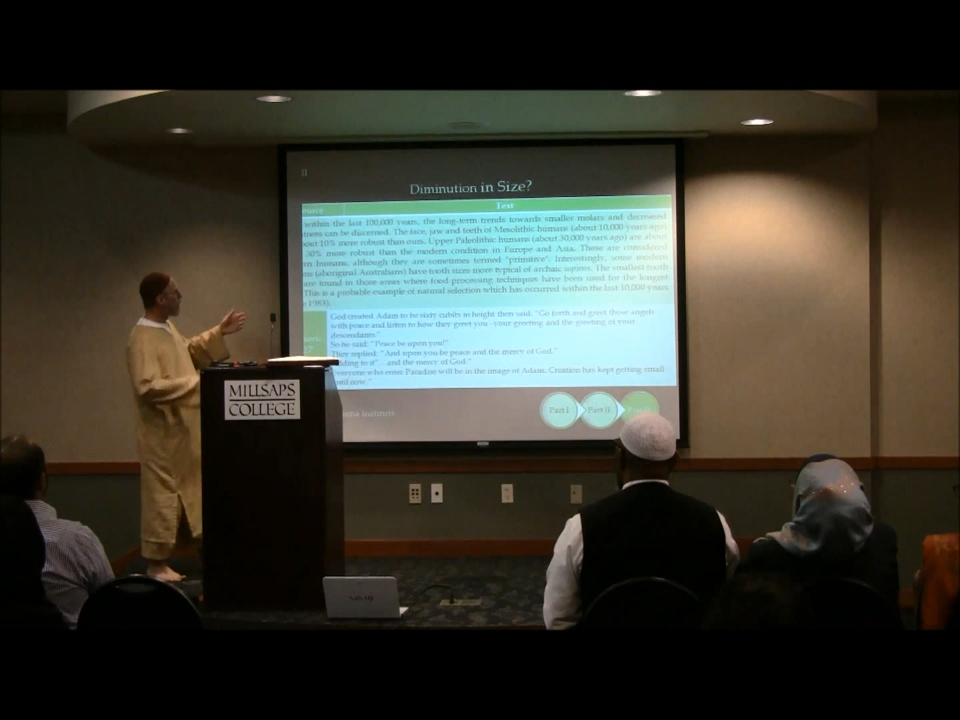 II
Diminution in Size?
Text
within the last 100,000 years, the long-term trends towards smaller molars and decreased
can be discerned. The face, jaw and teeth of Mesolithic humans (about 10,000 years ago)
10% more robust than ours. Upper Paleolithic humans (about 30,000 years ago) are about
30% more robust than the modern condition in Europe and Asia. These are considered
humans, although they are sometimes termed "primitive". Interestingly, some modern
(aboriginal Australians) have tooth sizes more typical of archaic sapiens. The smallest tooth
are found in those areas where food-processing techniques have been used for the longest
This is a probable example of natural selection which has occurred within the last 10,000 years
1983).
God created Adam to be sixty cubits in height then said, "Go forth and greet those angels
with peace and listen to how they greet you - your greeting and the greeting of your
descendants."
So he said: "Peace be upon you!"
They replied: "And upon you be peace and the mercy of God."
to it"... and the mercy of God."
everyone who enter Paradise will be in the image of Adam. Creation has kept getting small
until now."
Part I
Part II
MILLSAPS
COLLEGE